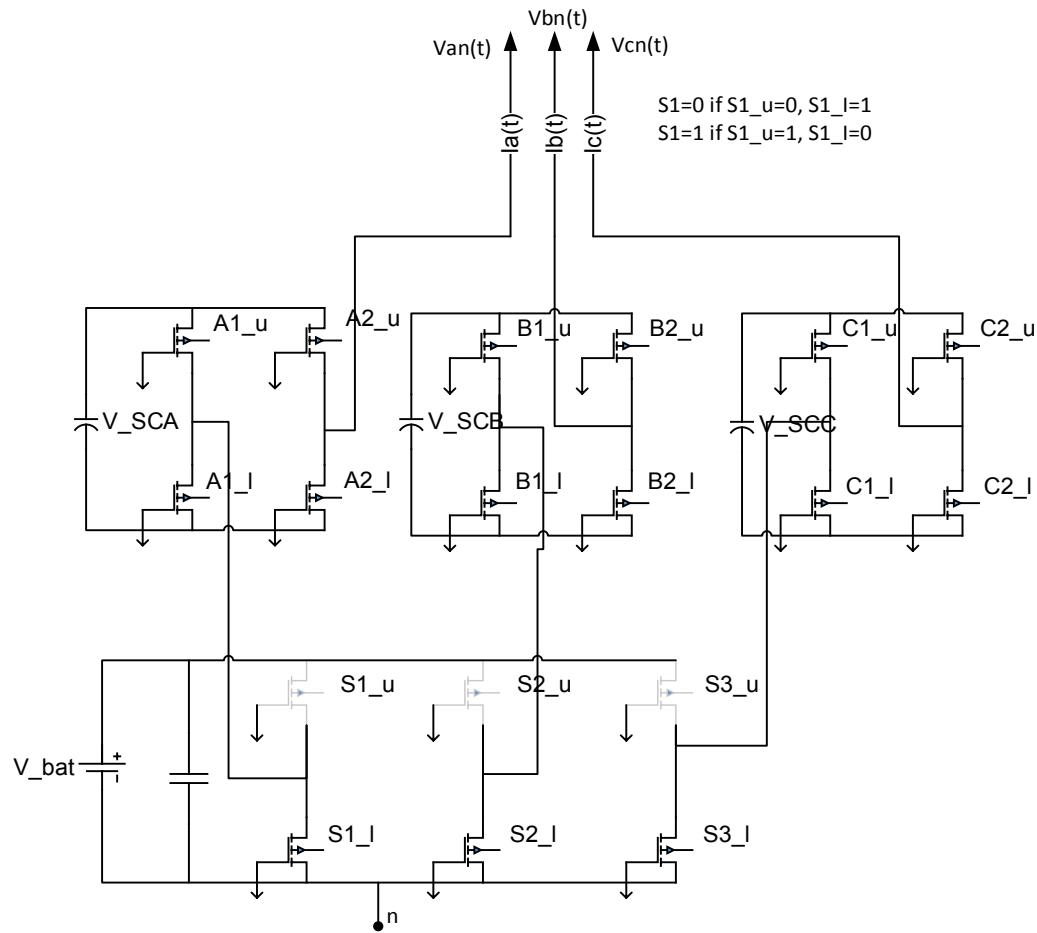 Vbn(t)
Van(t)
Vcn(t)
S1=0 if S1_u=0, S1_l=1
S1=1 if S1_u=1, S1_l=0
Ia(t)
Ib(t)
Ic(t)
A1_u
A2_u
B1_u
B2_u
C1_u
C2_u
V_SCA
V_SCB
V_SCC
A1_l
A2_l
B1_l
B2_l
C1_l
C2_l
S1_u
S2_u
S3_u
V_bat
+
-
S1_l
S2_l
S3_l
n